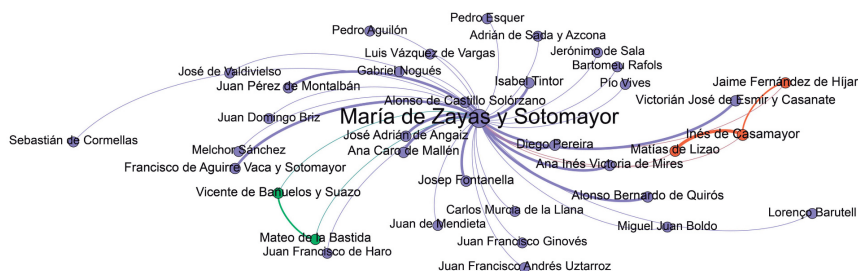 Pedro Esquer
Pedro Aguilón
Adrián de Sada y Azcona
Luis Vázquez de Vargas
Jerónimo de Sala
Bartomeu Rafols
José de Valdivielso
Gabriel Nogués
Isabel Tintor
Pío Vives
Jaime Fernández de Híjar
Juan Pérez de Montalbán
Alonso de Castillo Solórzano
Victorián José de Esmir y Casanate
Juan Domingo Briz
María de Zayas y Sotomayor
Sebastián de Cormellas
José Adrián de Angaiz
Inés de Casamayor
Melchor Sánchez
Ana Caro de Mallén
Diego Pereira
Matías de Lizao
Francisco de Aguirre Vaca y Sotomayor
Ana Inés Victoria de Mires
Vicente de Bañuelos y Suazo
Josep Fontanella
Alonso Bernardo de Quirós
Carlos Murcia de la Llana
Lorenço Barutell
Juan de Mendieta
Miguel Juan Boldo
Mateo de la Bastida
Juan Francisco Ginovés
Juan Francisco de Haro
Juan Francisco Andrés Uztarroz